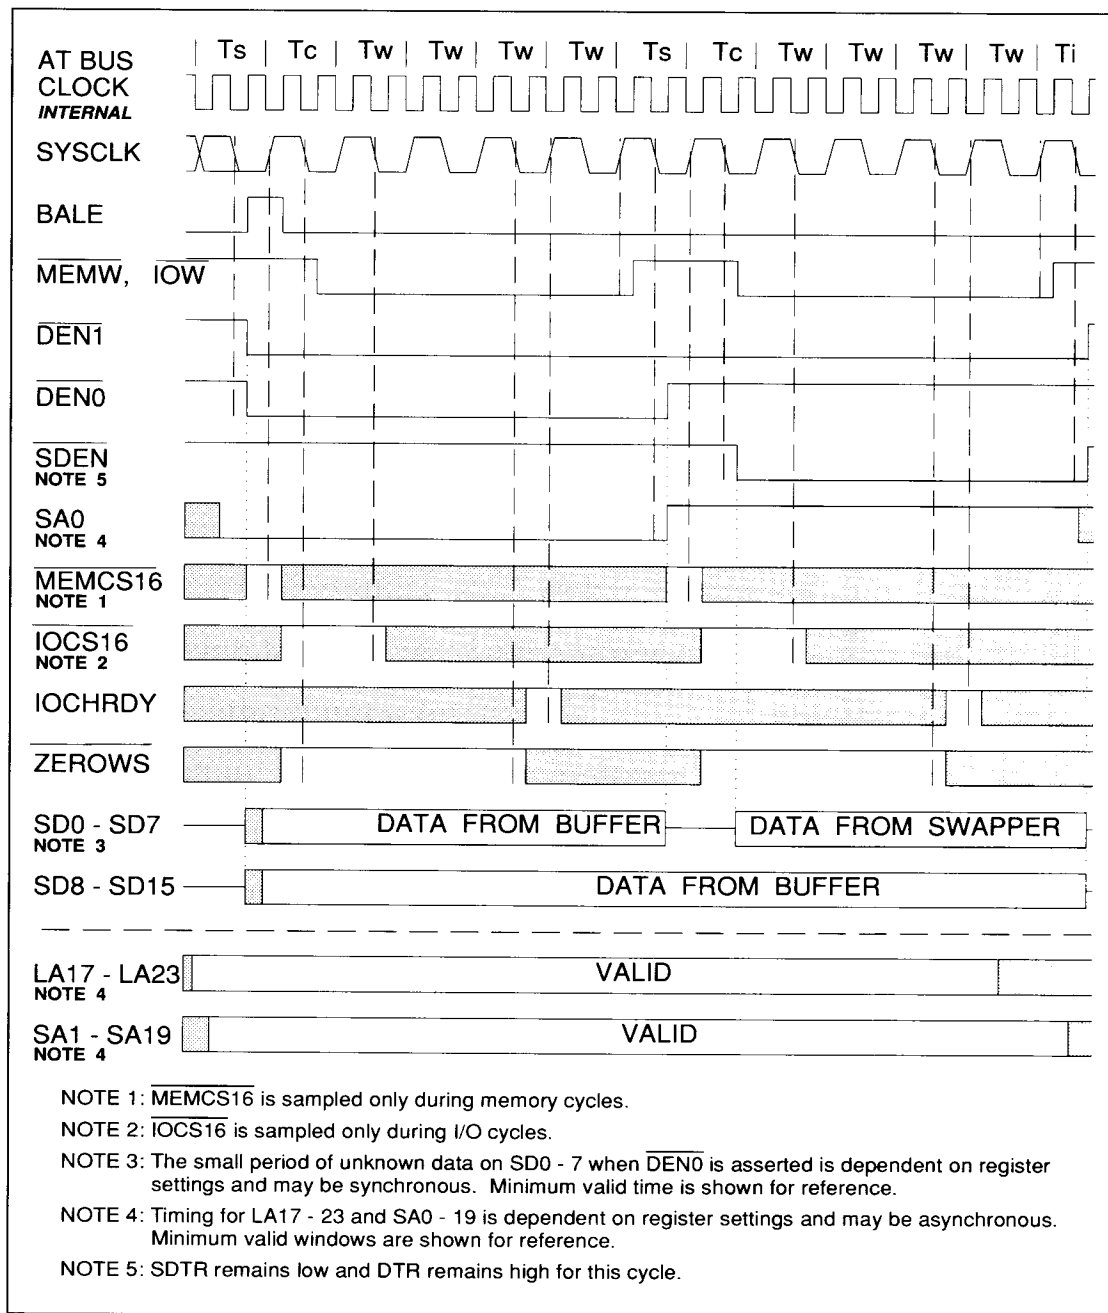 AT BUS
CLOCK
INTERNAL
Ts Tc Tw Tw Tw Tw Ts Tc Tw Tw Tw Tw Ti
SYSCLK
BALE
MEMW, IOW
DEN1
DEN0
SDEN
NOTE 5
SA0
NOTE 4
MEMCS16
NOTE 1
IOCS16
NOTE 2
IOCHRDY
ZEROWS
SD0 - SD7 DATA FROM BUFFER DATA FROM SWAPPER
NOTE 3
SD8 - SD15 DATA FROM BUFFER
LA17 - LA23 VALID
NOTE 4
SA1 - SA19 VALID
NOTE 4
NOTE 1: MEMCS16 is sampled only during memory cycles.
NOTE 2: IOCS16 is sampled only during I/O cycles.
NOTE 3: The small period of unknown data on SD0 - 7 when DEN0 is asserted is dependent on register
settings and may be synchronous. Minimum valid time is shown for reference.
NOTE 4: Timing for LA17 - 23 and SA0 - 19 is dependent on register settings and may be asynchronous.
Minimum valid windows are shown for reference.
NOTE 5: SDTR remains low and DTR remains high for this cycle.